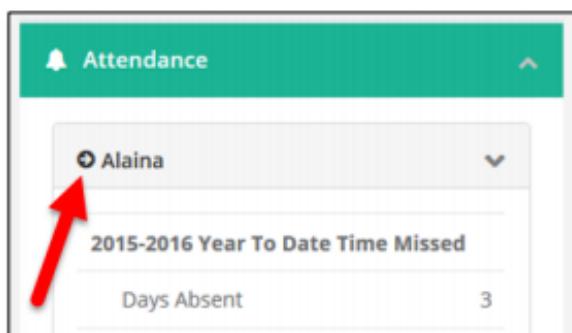 Attendance
Alaina
2015-2016 Year To Date Time Missed
Days Absent 3